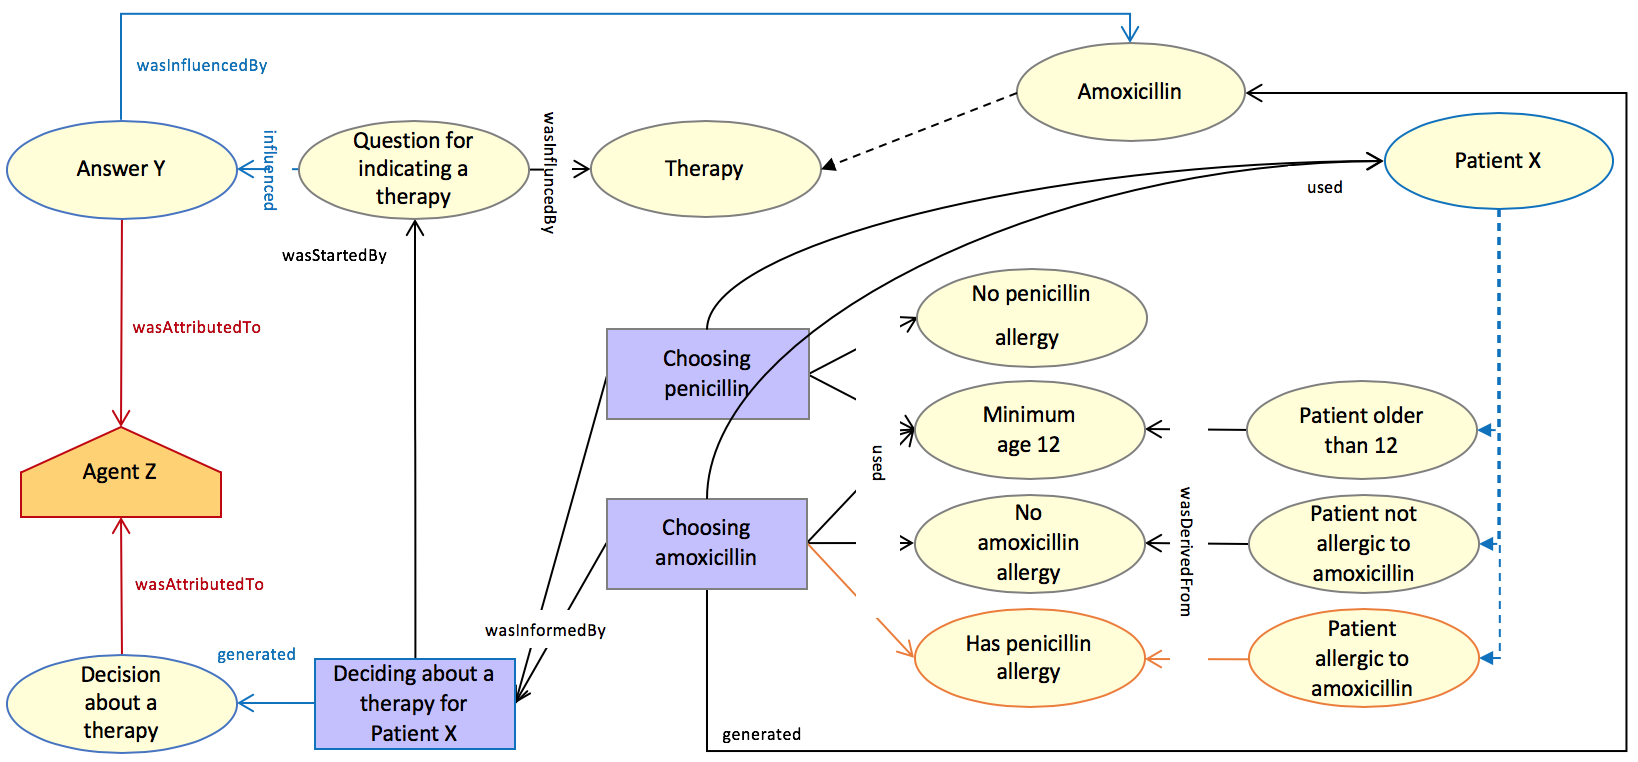 wasInfluencedBy
Amoxicillin
Answer Y
influenced
Question for
indicating a
therapy
wasInfluncedBy
Therapy
Patient X
used
wasStartedBy
No penicillin
allergy
wasAttributedTo
Choosing
penicillin
Minimum
age 12
Patient older
than 12
used
Agent Z
Choosing
amoxicillin
No
amoxicillin
allergy
wasDerivedFrom
Patient not
allergic to
amoxicillin
wasAttributedTo
wasInformedBy
Has penicillin
allergy
Patient
allergic to
amoxicillin
generated
Decision
about a
therapy
Deciding about a
therapy for
Patient X
generated